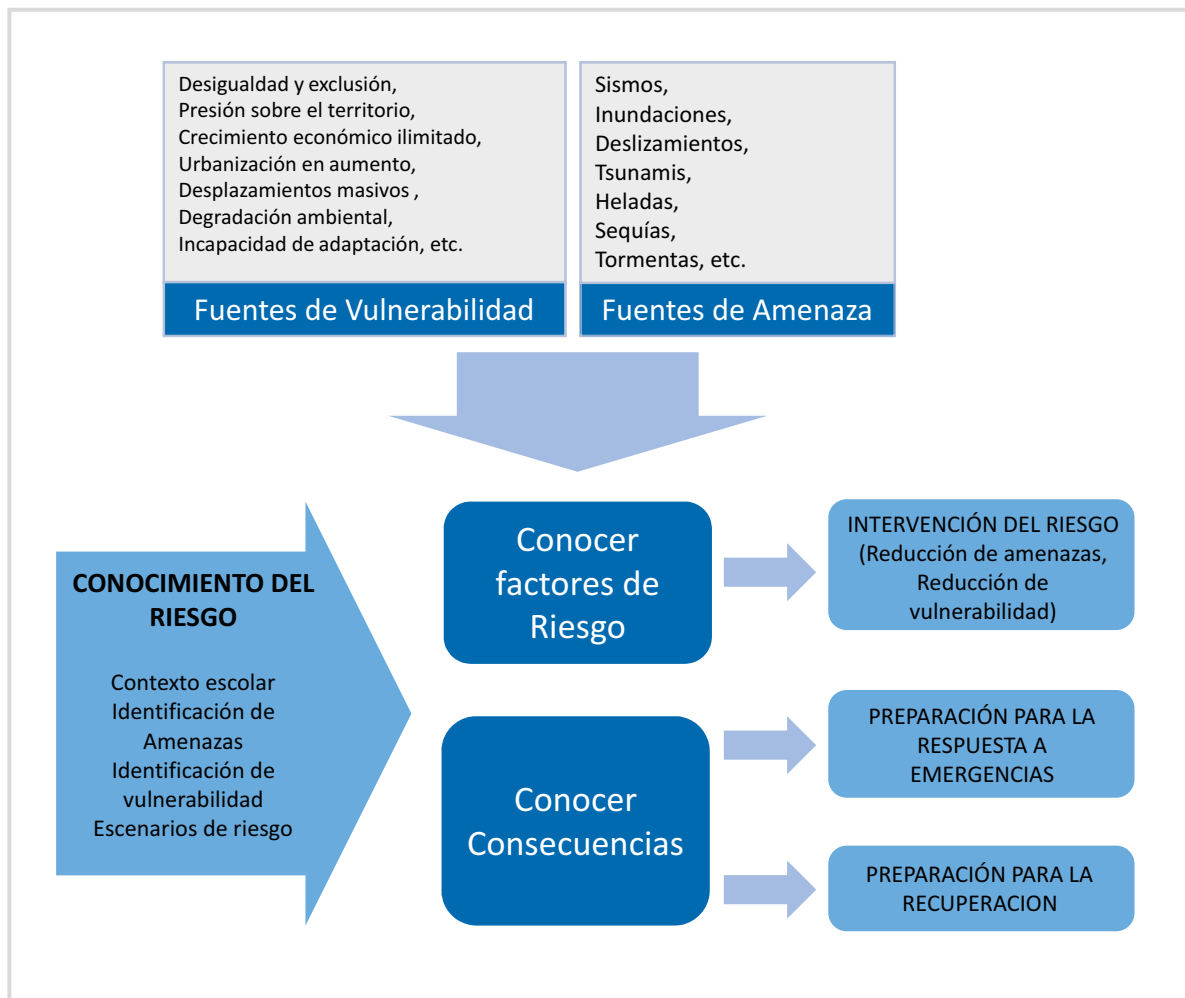 Desigualdad y exclusión,
Presión sobre el territorio,
Crecimiento económico ilimitado,
Urbanización en aumento,
Desplazamientos masivos ,
Degradación ambiental,
Incapacidad de adaptación, etc.
Fuentes de Vulnerabilidad
Sismos,
Inundaciones,
Deslizamientos,
Tsunamis,
Heladas,
Sequías,
Tormentas, etc.
Fuentes de Amenaza
CONOCIMIENTO DEL
RIESGO
Contexto escolar
Identificación de
Amenazas
Identificación de
vulnerabilidad
Escenarios de riesgo
Conocer
factores de
Riesgo
INTERVENCIÓN DEL RIESGO
(Reducción de amenazas,
Reducción de
vulnerabilidad)
Conocer
Consecuencias
PREPARACIÓN PARA LA
RESPUESTA A
EMERGENCIAS
PREPARACIÓN PARA LA
RECUPERACION